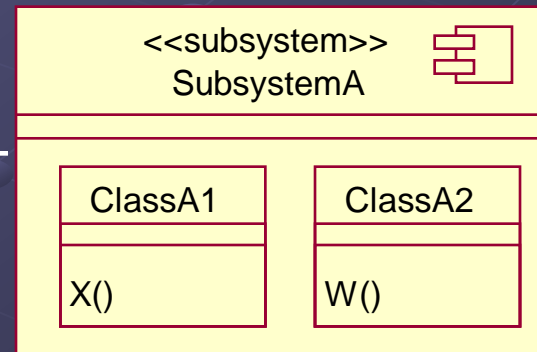 <<subsystem>>
SubsystemA
ClassA1 ClassA2
X() W()